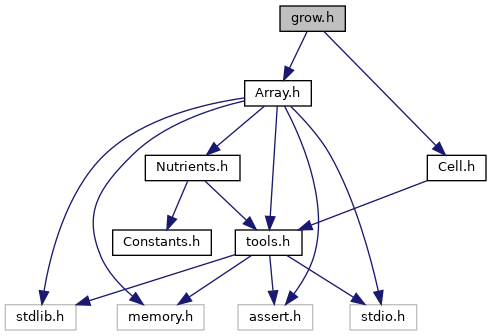 grow.h
Array.h
Nutrients.h
Cell.h
Constants.h
tools.h
stdlib.h
memory.h
assert.h
stdio.h